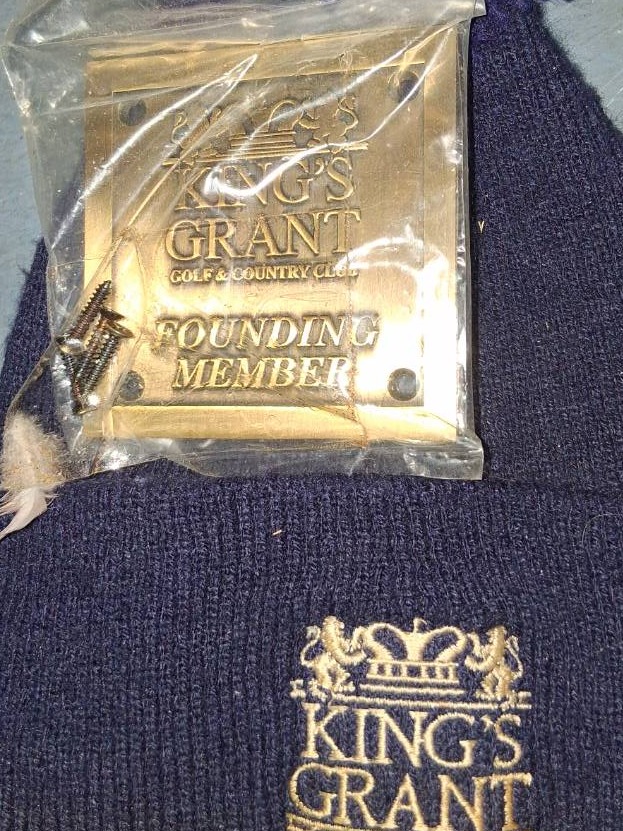 KING'S
GRANT
GOLF & COUNTRY CLUB
FOUNDING
MEMBER
KING'S
GRANT